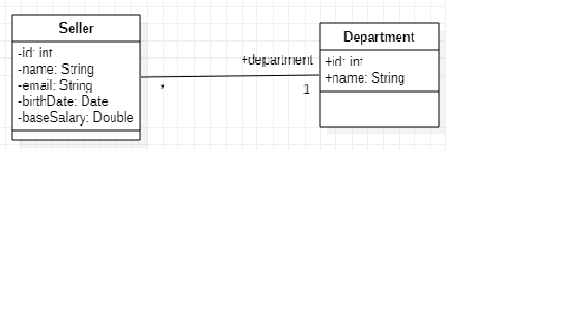 Seller
-id: int
-name: String
-email: String
-birthDate: Date
-baseSalary: Double
*
+department
1
Department
+id: int
+name: String